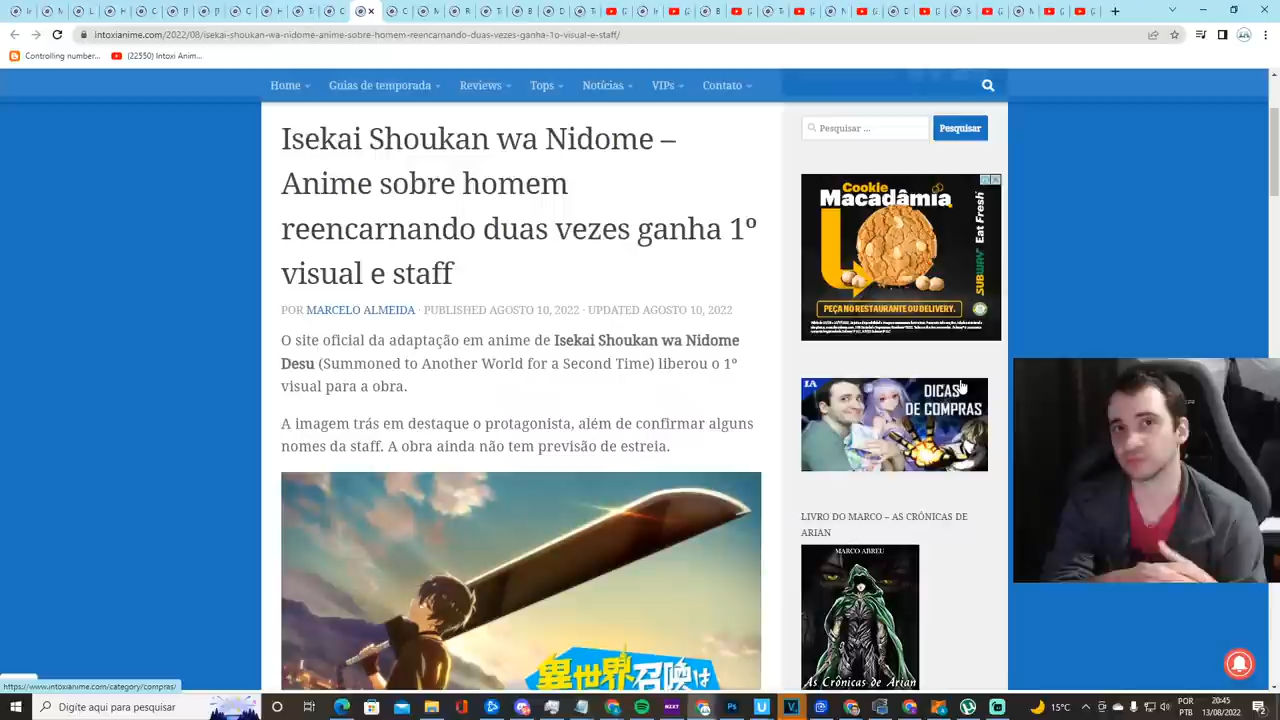 intoxianime.com/2022/08/isekai-shoukan-wa-nidome-anime-sobre-homem-reencarnando-duas-vezes-ganha-1o-visual-e-staff/
Controlling number...
(22550) Intoxi Anim...
Home
Guias de temporada
Reviews
Tops
Notícias
VIPs
Contato
Isekai Shoukan wa Nidome –
Anime sobre homem
reencarnando duas vezes ganha 1º
visual e staff
POR MARCELO ALMEIDA · PUBLISHED AGOSTO 10, 2022 · UPDATED AGOSTO 10, 2022
O site oficial da adaptação em anime de Isekai Shoukan wa Nidome
Desu (Summoned to Another World for a Second Time) liberou o 1º
visual para a obra.
A imagem trás em destaque o protagonista, além de confirmar alguns
nomes da staff. A obra ainda não tem previsão de estreia.
異世界召喚は
Pesquisar ...
Pesquisar
Cookie
Macadâmia
SUBWAY Eat Fresh
PEÇA NO RESTAURANTE OU DELIVERY.
IA
DICAS
DE COMPRAS
LIVRO DO MARCO – AS CRÔNICAS DE
ARIAN
MARCO ABREU
As Crônicas de Arian
https://www.intoxianime.com/category/compras/
Digite aqui para pesquisar
15°C
POR
PTB
20:45
13/08/2022